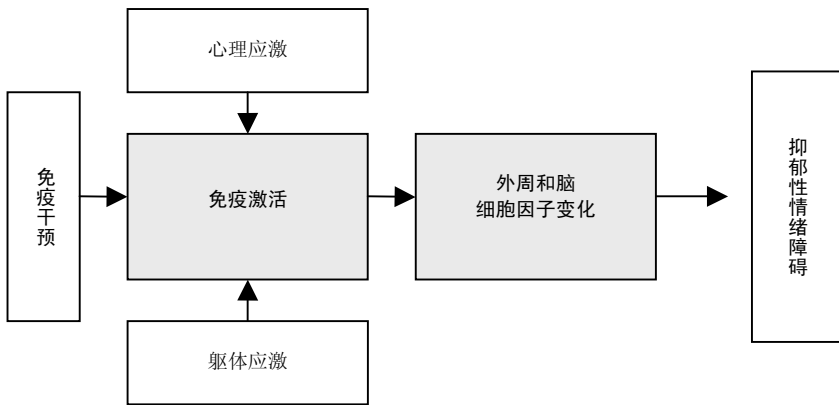 心理应激
免疫干预
免疫激活
外周和脑
细胞因子变化
抑郁性情绪障碍
躯体应激